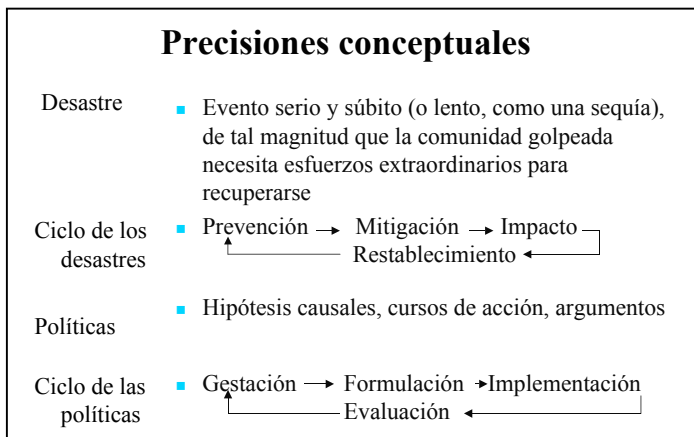 Precisiones conceptuales
Desastre
Evento serio y súbito (o lento, como una sequía),
de tal magnitud que la comunidad golpeada
necesita esfuerzos extraordinarios para
recuperarse
Ciclo de los
desastres
Prevención Mitigación Impacto
Restablecimiento
Políticas
Hipótesis causales, cursos de acción, argumentos
Ciclo de las
políticas
Gestación Formulación Implementación
Evaluación